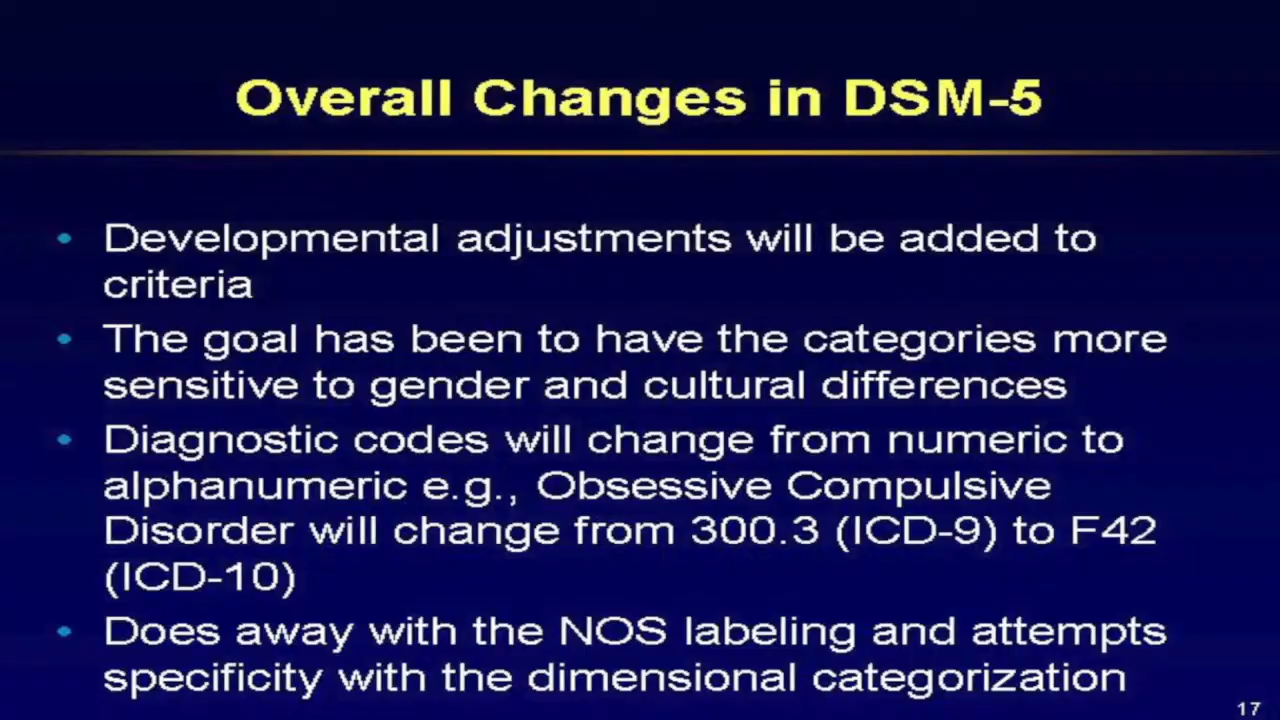 Overall Changes in DSM-5
• Developmental adjustments will be added to
criteria
• The goal has been to have the categories more
sensitive to gender and cultural differences
• Diagnostic codes will change from numeric to
alphanumeric e.g., Obsessive Compulsive
Disorder will change from 300.3 (ICD-9) to F42
(ICD-10)
• Does away with the NOS labeling and attempts
specificity with the dimensional categorization
17